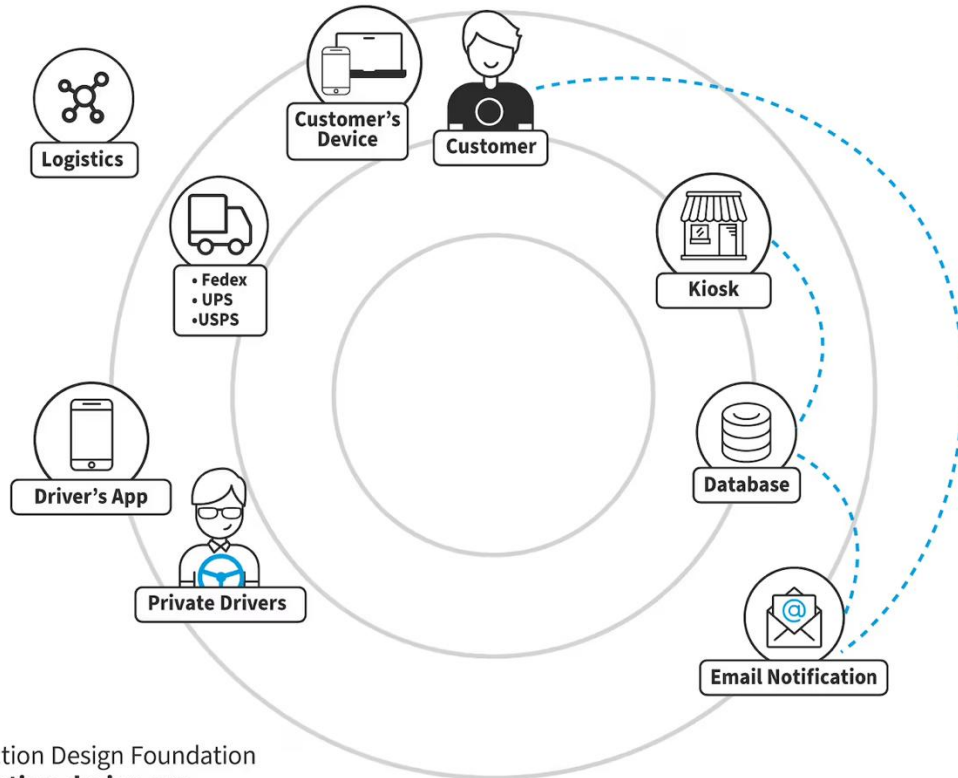 Logistics
Customer's
Device
Customer
• Fedex
• UPS
•USPS
Kiosk
Driver's App
Database
Private Drivers
@
Email Notification
tion Design Foundation